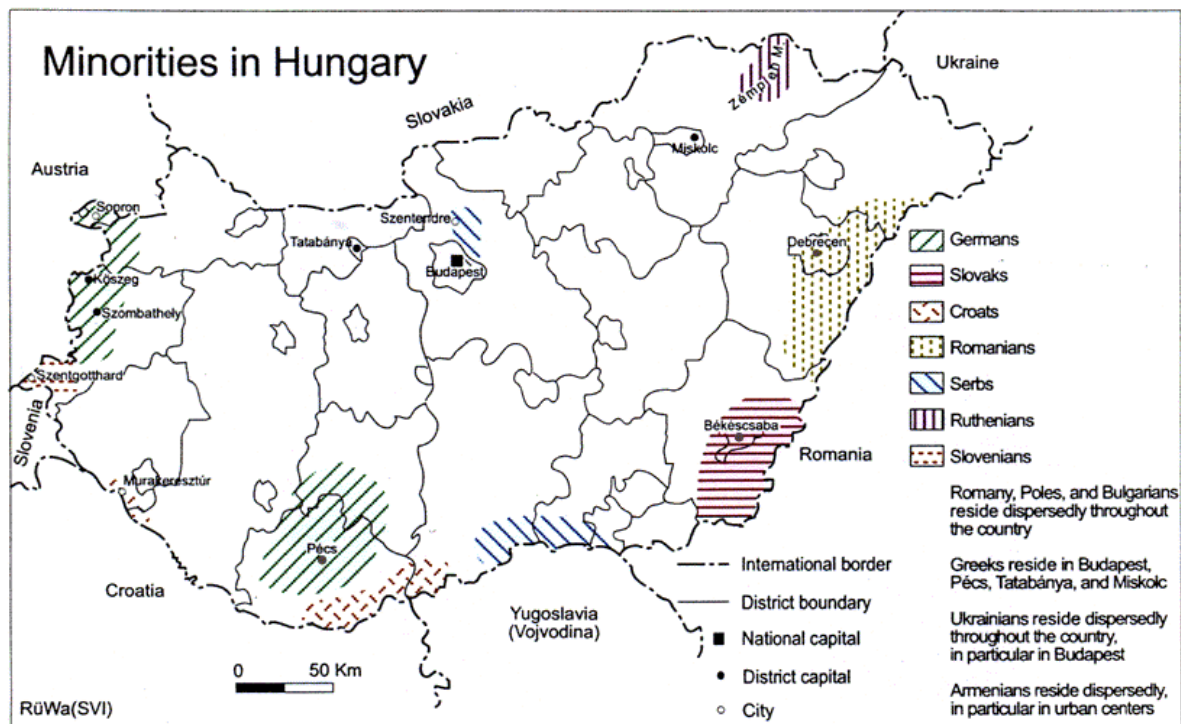 Minorities in Hungary
Ukraine
Zémplen M.
Slovakia
Miskolc
Austria
Sopron
Szentendre
Tatabánya
Budapest
Debrecen
Köszeg
Szombathely
Szentgotthard
Slovenia
Békéscsaba
Romania
Murakeresztúr
Pécs
Croatia
Yugoslavia
(Vojvodina)
Germans
Slovaks
Croats
Romanians
Serbs
Ruthenians
Slovenians
Romany, Poles, and Bulgarians
reside dispersedly throughout
the country
Greeks reside in Budapest,
Pécs, Tatabánya, and Miskolc
Ukrainians reside dispersedly
throughout the country,
in particular in Budapest
Armenians reside dispersedly,
in particular in urban centers
International border
District boundary
National capital
District capital
City
0 50 Km
RüWa(SVI)